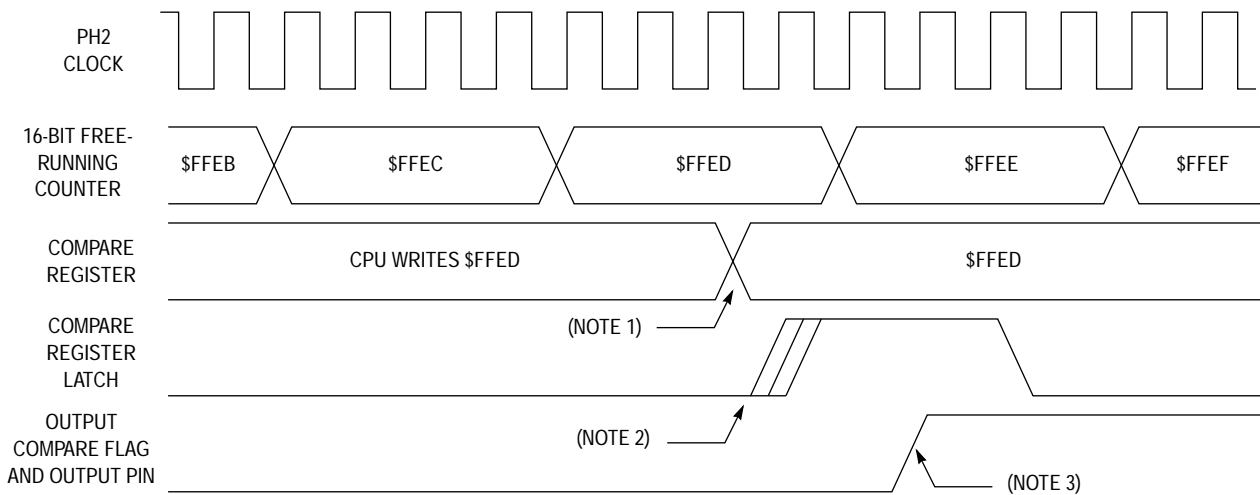 PH2
CLOCK
16-BIT FREE-
RUNNING
COUNTER
$FFEB
$FFEC
$FFED
$FFEE
$FFEF
COMPARE
REGISTER
CPU WRITES $FFED
$FFED
(NOTE 1)
COMPARE
REGISTER
LATCH
(NOTE 2)
OUTPUT
COMPARE FLAG
AND OUTPUT PIN
(NOTE 3)